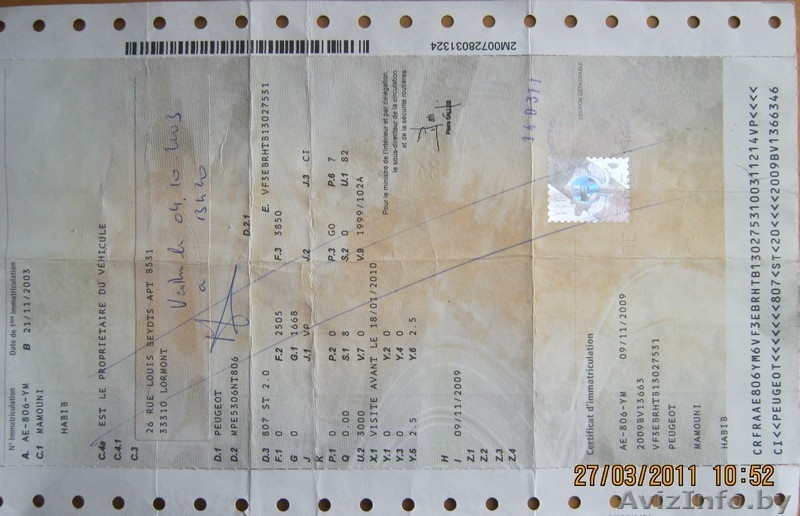 2M00728031324
N° Immatriculation Date de 1ère immatriculation
A. AE-806-YM B 21/11/2003
C.1 MAMOUNI
HABIB
C.4a EST LE PROPRIETAIRE DU VEHICULE
C.4.1
C.3
26 RUE LOUIS BEYDTS APT B531
33310 LORMONT
le 04 10
a 13h20
D.1 PEUGEOT
D.2 MPE5306NT806 D.2.1
D.3 807 ST 2.0 E. VF3EBRHTB13027531
F.1 0 F.2 2505 F.3 3850
G 0 G.1 1668
J J.1 VP J.2 J.3 CI
K
P.1 0 P.2 0 P.3 GO P.6 7
Q 0.00 S.1 8 S.2 0 U.1 82
U.2 3000 V.7 0 V.9 1999/102A
X.1 VISITE AVANT LE 18/01/2010
Y.1 0 Y.2 0
Y.3 0 Y.4 0
Y.5 2.5 Y.6 2.5
Pour le ministre de l'intérieur et par délégation,
le sous-directeur de la circulation
et de la sécurité routières
H
I 09/11/2009
Z.1
Z.2
Z.3
Z.4
COUPON DETACHABLE
Certificat d'immatriculation
AE-806-YM 09/11/2009
2009BV13663
VF3EBRHTB13027531
PEUGEOT
MAMOUNI
HABIB
CRFRAAE806YM6VF3EBRHTB1302753100311214VP<<<<
CI<<PEUGEOT<<<<<<<807<ST<20<<<<<2009BV1366346
27/03/2011 10:52
AvizInfo.by